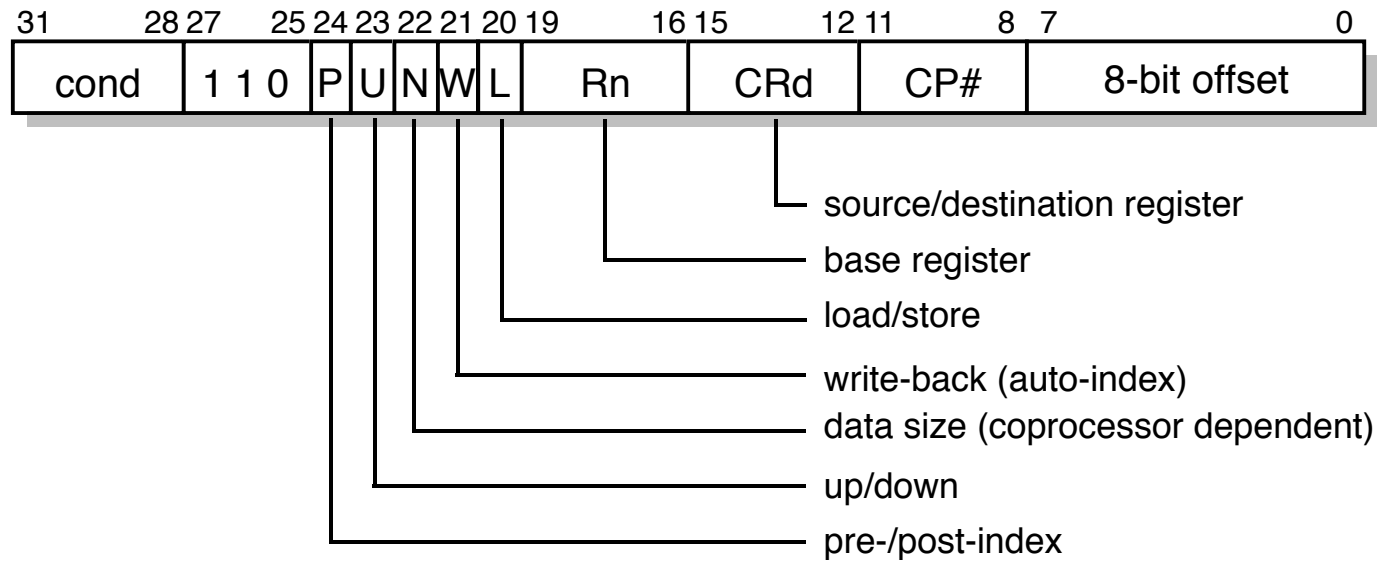 31 28 27 25 24 23 22 21 20 19 16 15 12 11 8 7 0
cond 1 1 0 P U N W L Rn CRd CP# 8-bit offset
source/destination register
base register
load/store
write-back (auto-index)
data size (coprocessor dependent)
up/down
pre-/post-index